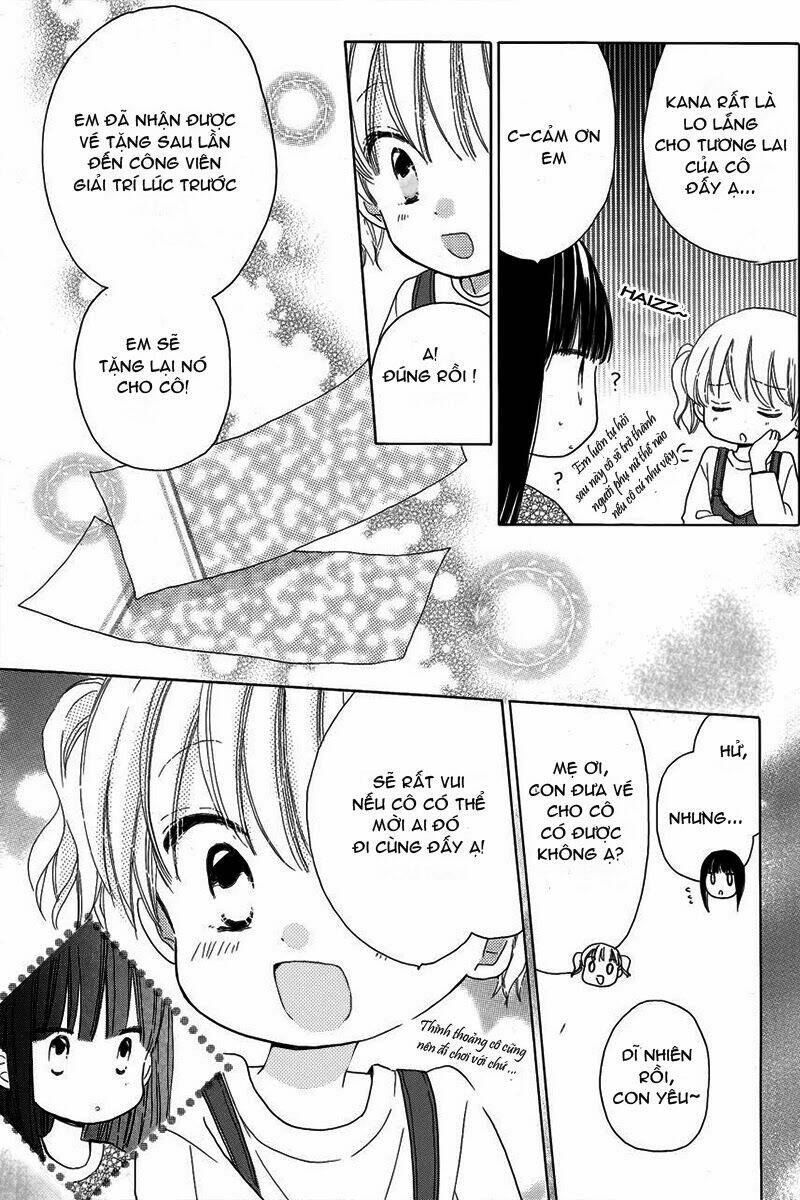 KANA RẤT LÀ
LO LẮNG
CHO TƯƠNG LAI
CỦA CÔ
ĐẤY Ạ...
C-CẢM ƠN
EM
HAIZZ~
?
?
Em luôn tự hỏi
sau này cô sẽ trở thành
người phụ nữ thế nào
nếu cô cứ như vậy
A!
ĐÚNG RỒI !
EM ĐÃ NHẬN ĐƯỢC
VÉ TẶNG SAU LẦN
ĐẾN CÔNG VIÊN
GIẢI TRÍ LÚC TRƯỚC
EM SẼ
TẶNG LẠI NÓ
CHO CÔ!
HỬ,
NHƯNG...
MẸ ƠI,
CON ĐƯA VÉ
CHO CÔ
CÓ ĐƯỢC
KHÔNG Ạ?
DĨ NHIÊN
RỒI,
CON YÊU~
SẼ RẤT VUI
NẾU CÔ CÓ THỂ
MỜI AI ĐÓ
ĐI CÙNG ĐẤY Ạ!
Thỉnh thoảng cô cũng
nên đi chơi với chứ ...